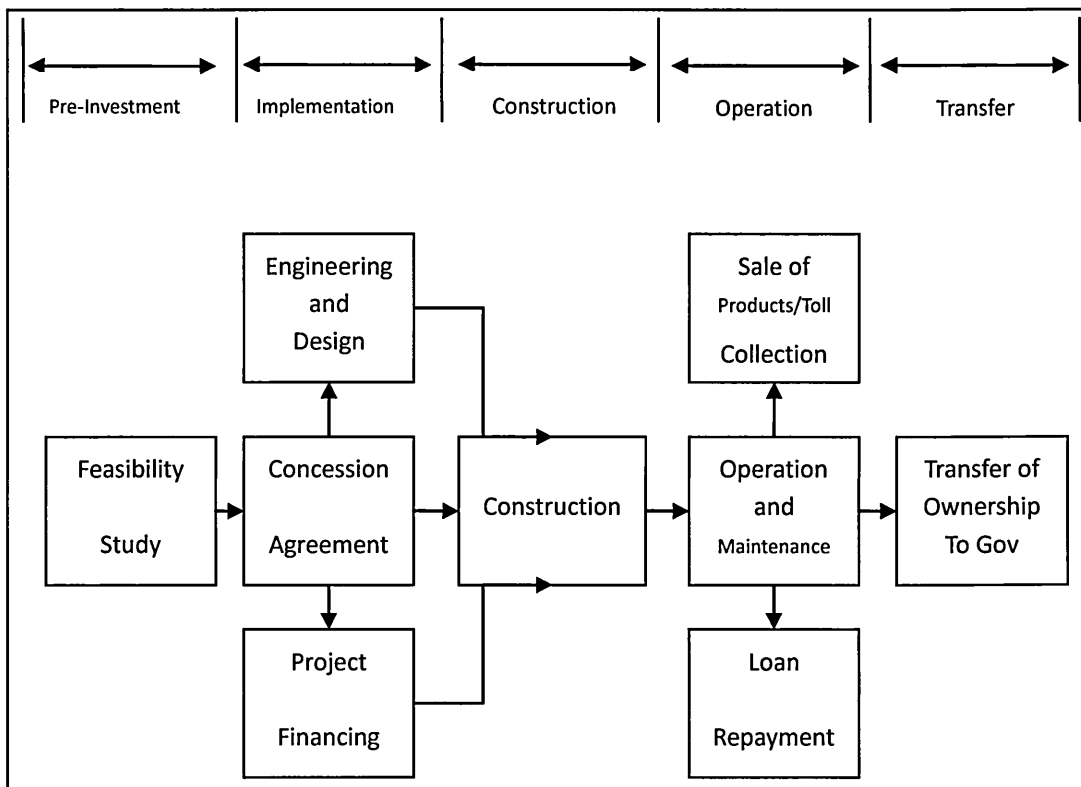 Pre-Investment
Implementation
Construction
Operation
Transfer
Engineering
and
Design
Sale of
Products/Toll
Collection
Feasibility
Study
Concession
Agreement
Construction
Operation
and
Maintenance
Transfer of
Ownership
To Gov
Project
Financing
Loan
Repayment